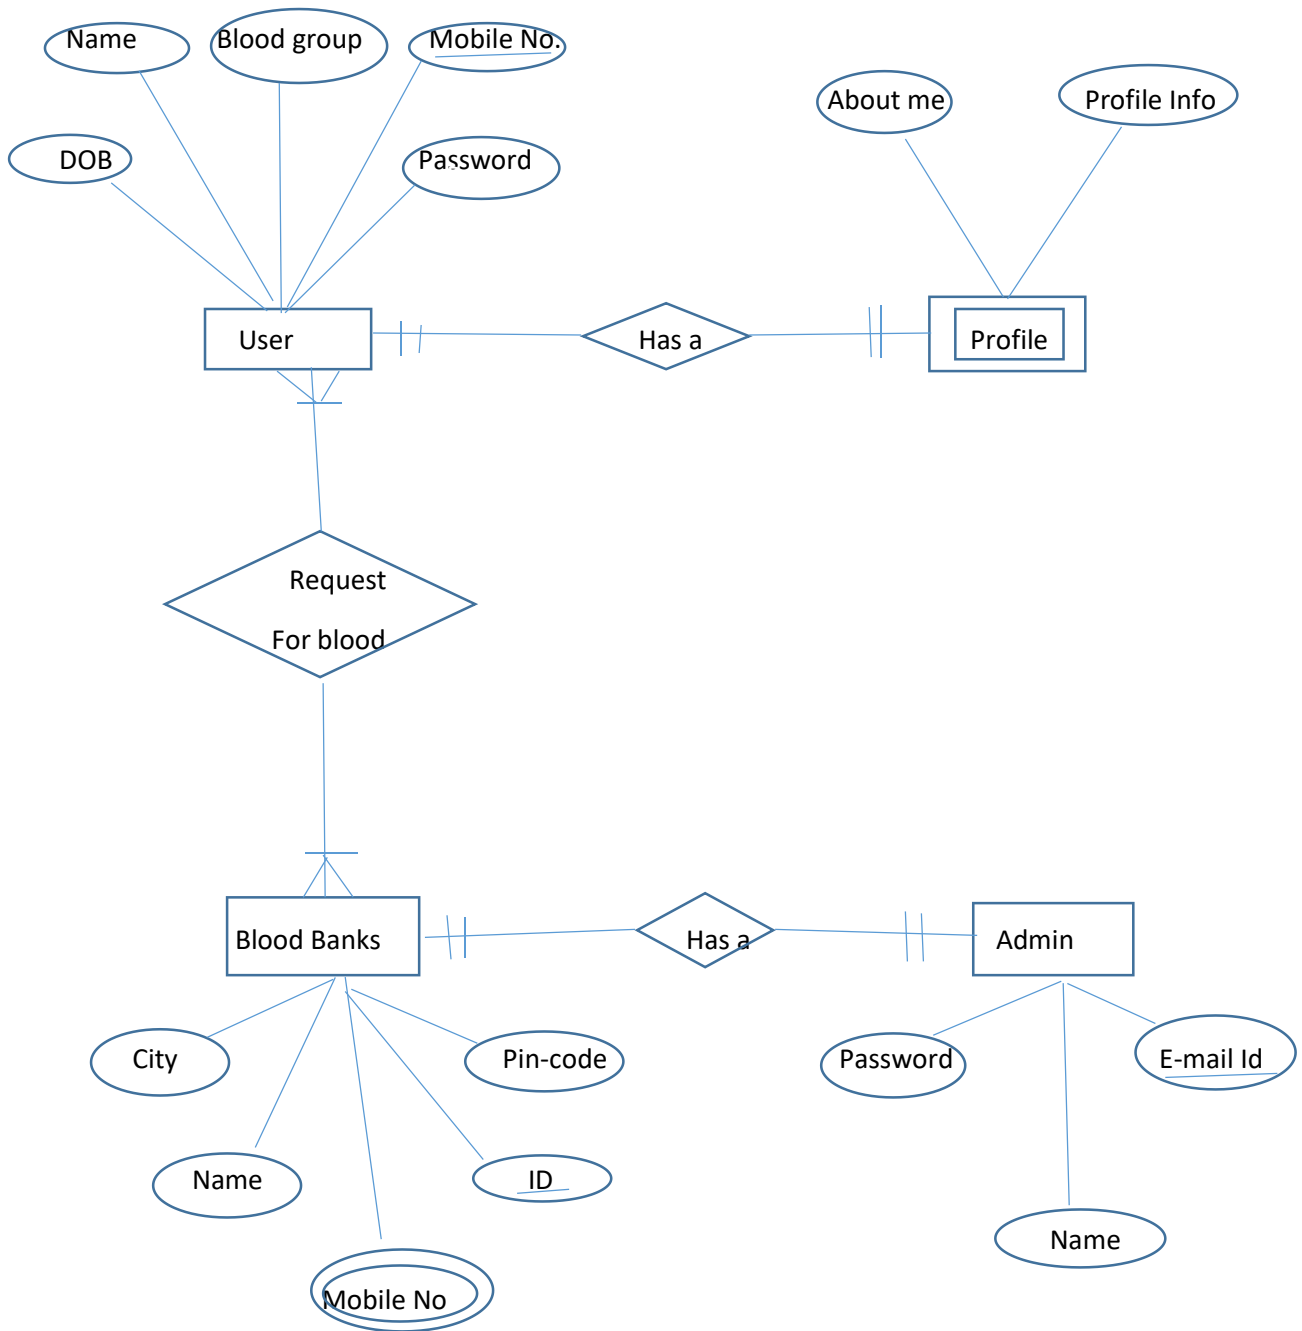 Name
Blood group
Mobile No.
About me
Profile Info
DOB
Password
User
Has a
Profile
Request
For blood
Blood Banks
Has a
Admin
City
Pin-code
Password
E-mail Id
Name
ID
Name
Mobile No